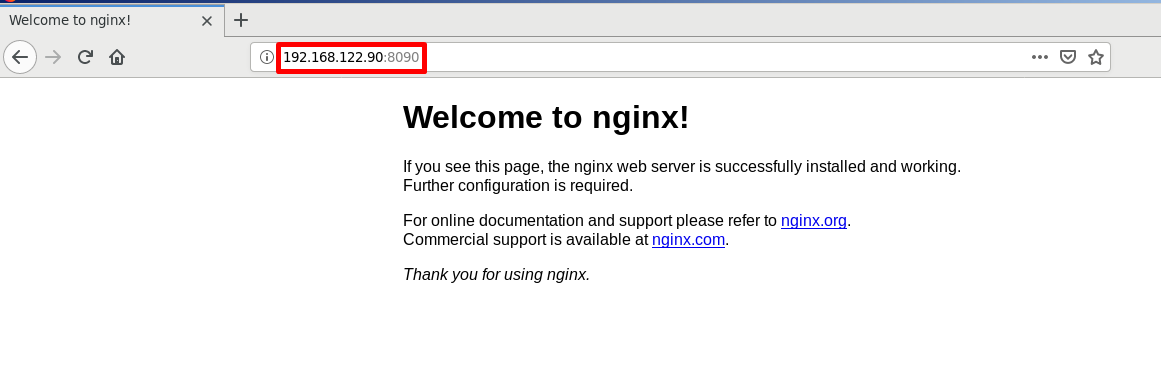 Welcome to nginx!
192.168.122.90:8090
Welcome to nginx!
If you see this page, the nginx web server is successfully installed and working.
Further configuration is required.
For online documentation and support please refer to nginx.org.
Commercial support is available at nginx.com.
Thank you for using nginx.